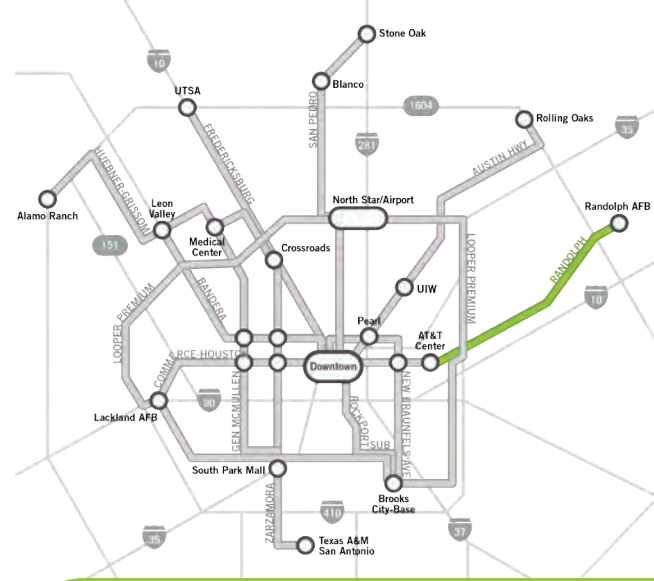 Stone Oak
10
UTSA
Blanco
1604
Rolling Oaks
FREDERICKSBURG
SAN PEDRO
281
AUSTIN HWY
35
HUEBNER-GRISSOM
Leon
Valley
North Star/Airport
Randolph AFB
Alamo Ranch
Medical
Center
151
Crossroads
LOOPER PREMIUM
RANDOLPH
BANDERA
UIW
10
LOOPER PREMIUM
Pearl
AT&T
Center
COMMERCE-HOUSTON
Downtown
90
Lackland AFB
GEN MCMULLEN
ROCKPORT
SUB
NEW BRAUNFELS AVE
South Park Mall
Brooks
City-Base
ZARZAMORA
410
37
35
Texas A&M
San Antonio